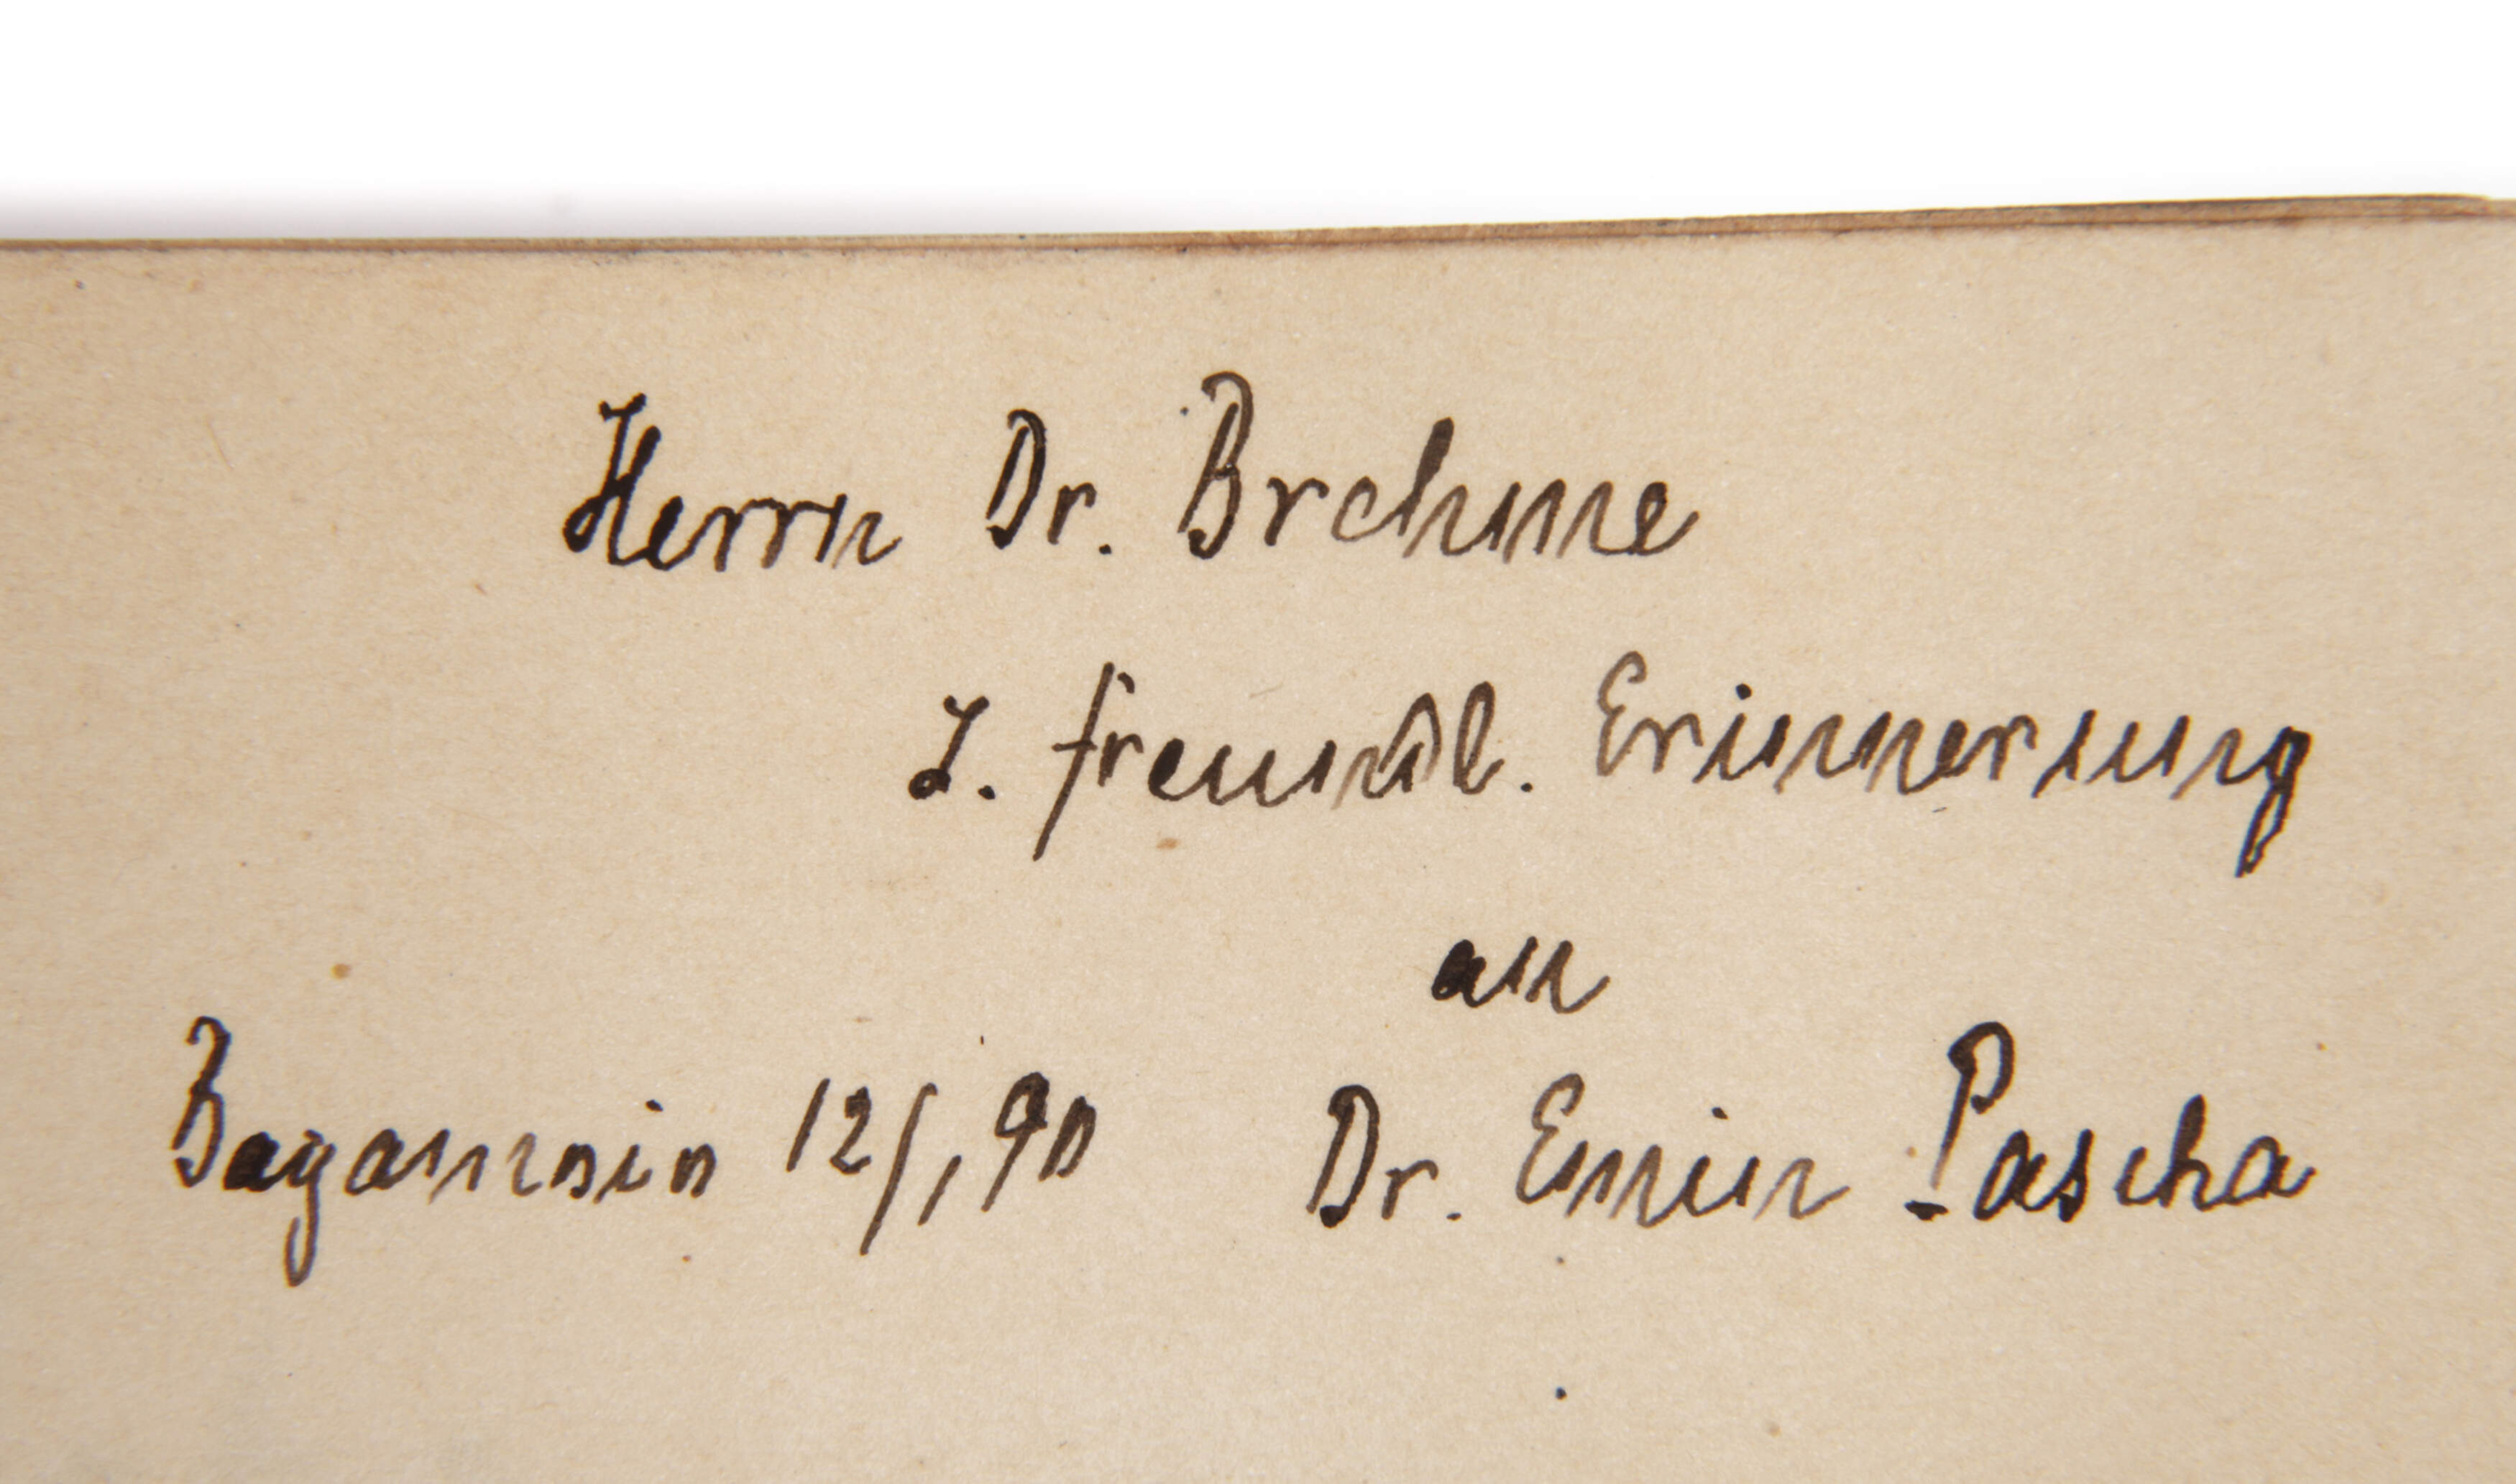 Herrn Dr. Brehme
z. freundl. Erinnerung
an
Bagamoio 12/1 90 Dr. Emin Pascha